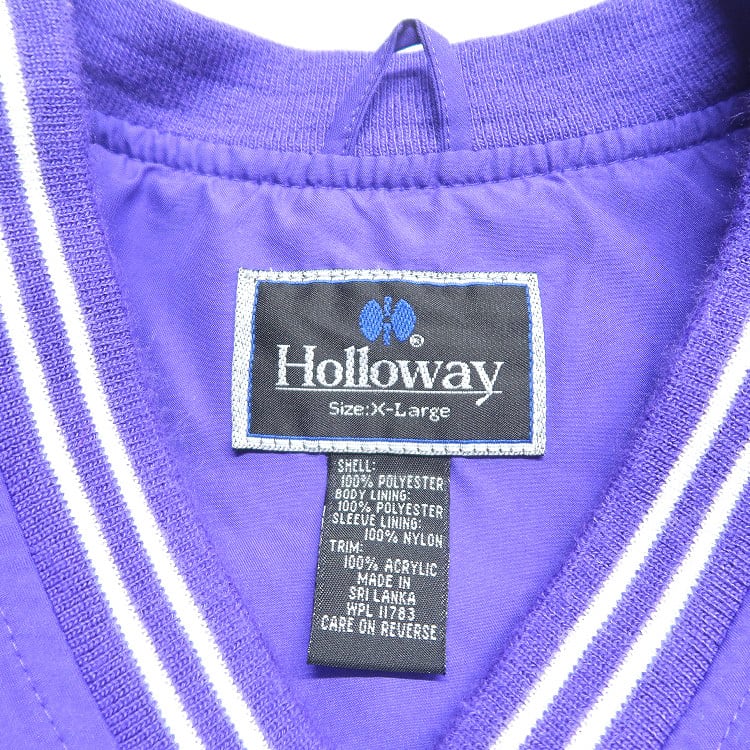 ®
Holloway
Size:X-Large
SHELL:
100% POLYESTER
BODY LINING:
100% POLYESTER
SLEEVE LINING:
100% NYLON
TRIM:
100% ACRYLIC
MADE IN
SRI LANKA
WPL 11783
CARE ON REVERSE